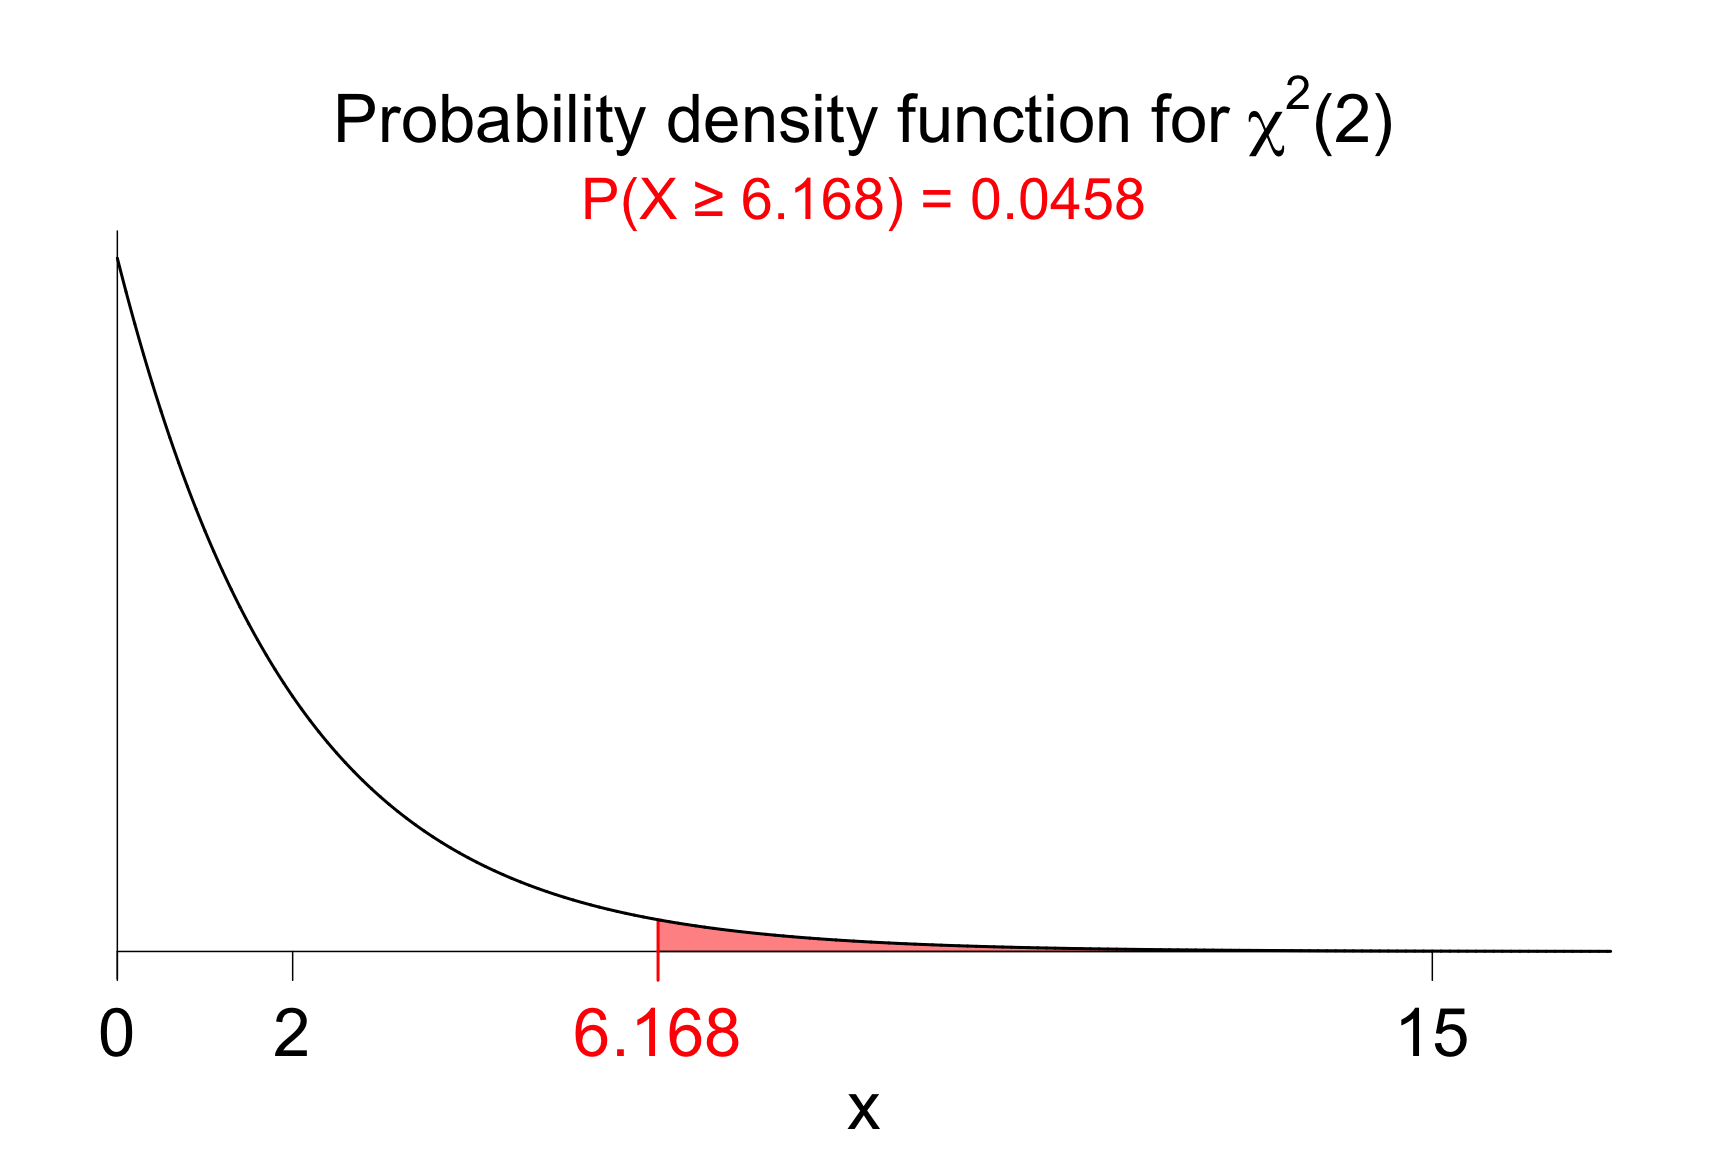 Probability density function for χ²(2)
P(X ≥ 6.168) = 0.0458
0 2 6.168 15
x